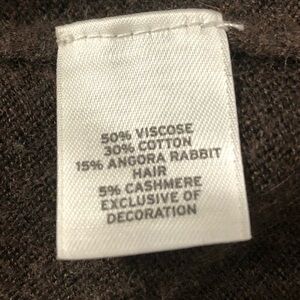 50% VISCOSE
30% COTTON
15% ANGORA RABBIT
HAIR
5% CASHMERE
EXCLUSIVE OF
DECORATION